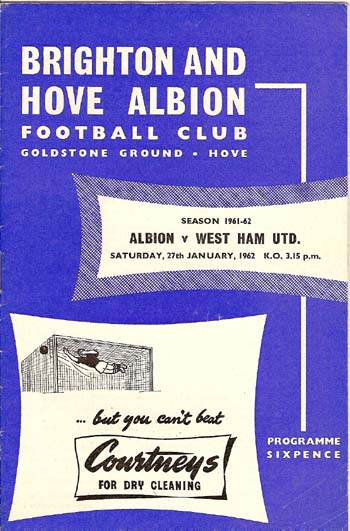 BRIGHTON AND
HOVE ALBION
FOOTBALL CLUB
GOLDSTONE GROUND • HOVE
SEASON 1961-62
ALBION v WEST HAM UTD.
SATURDAY, 27th JANUARY, 1962 K.O. 3.15 p.m.
... but you can't beat
Courtneys!
FOR DRY CLEANING
PROGRAMME
SIXPENCE